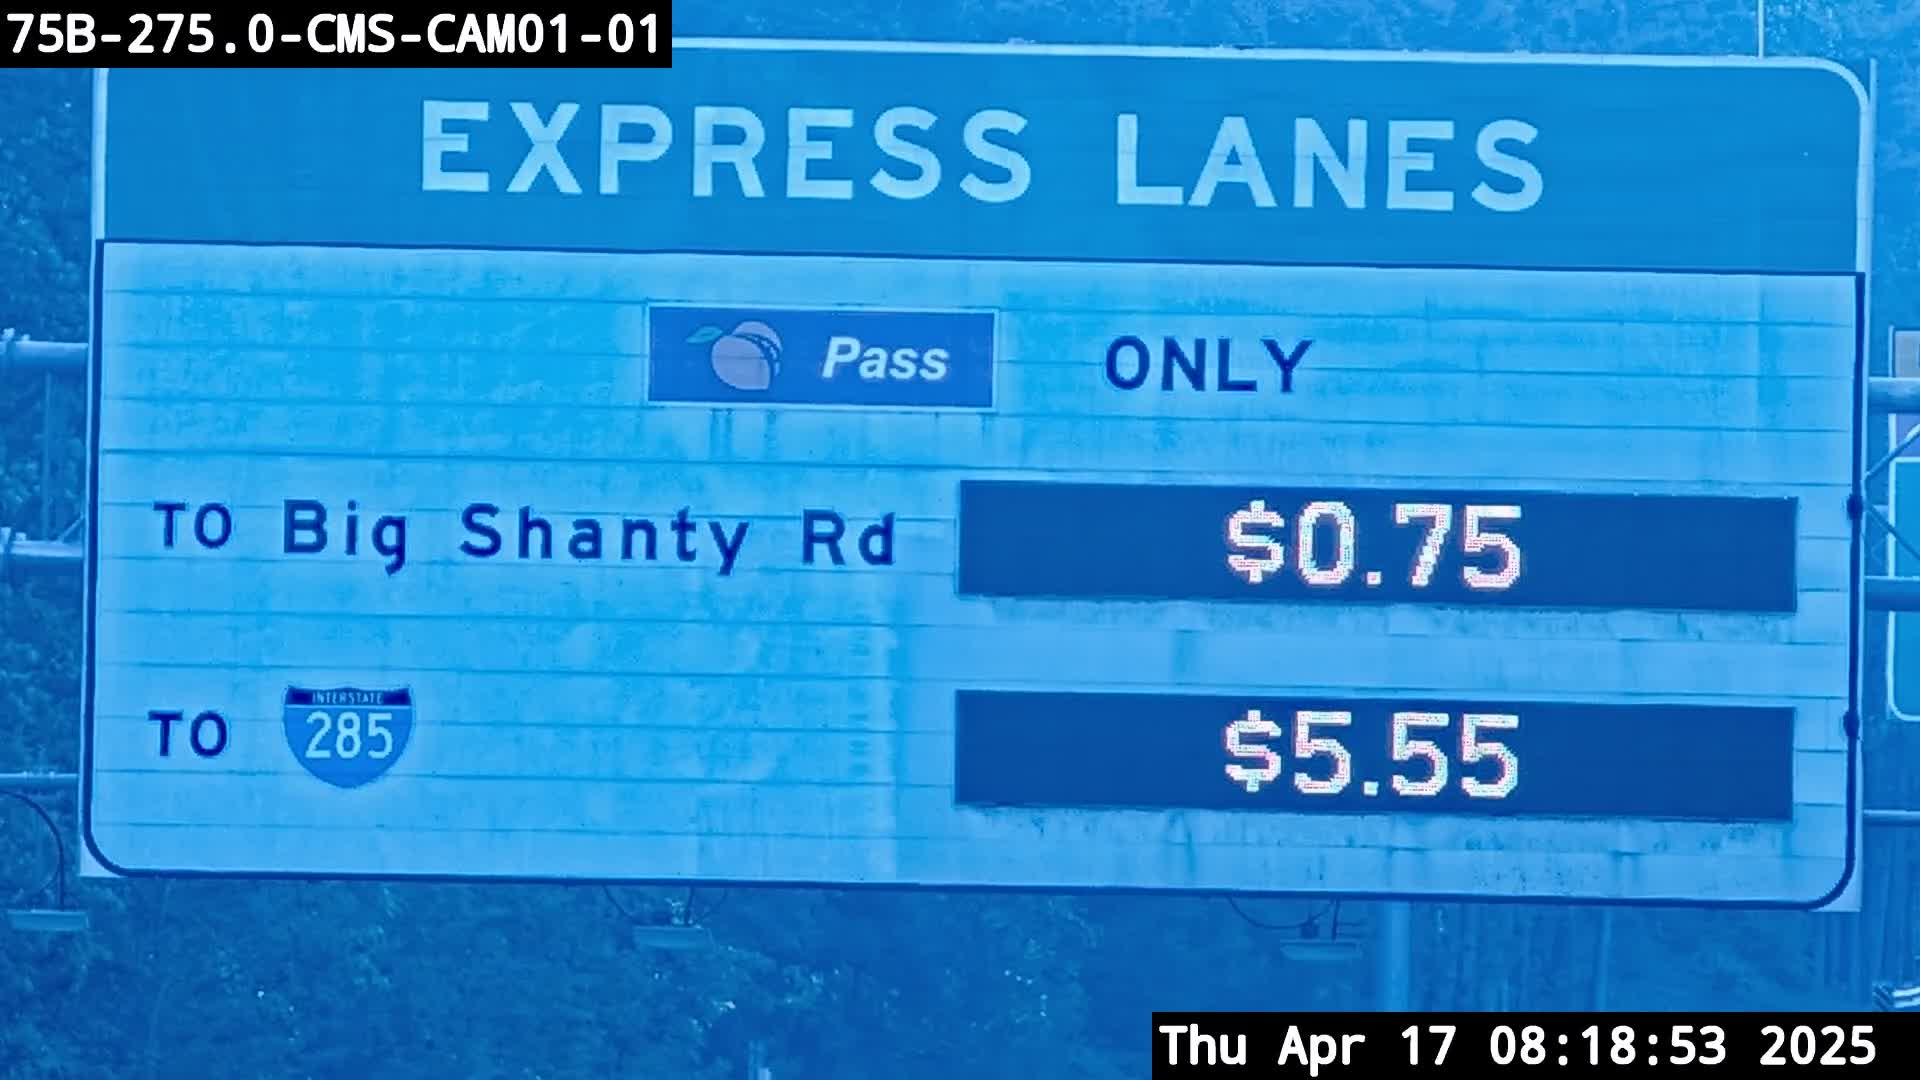 75B-275.0-CMS-CAM01-01
EXPRESS LANES
Pass ONLY
TO Big Shanty Rd $0.75
INTERSTATE
TO 285 $5.55
Thu Apr 17 08:18:53 2025